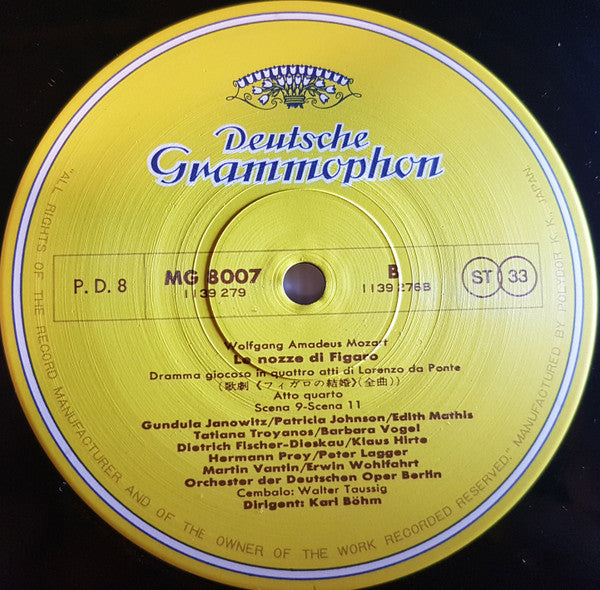 Deutsche
Grammophon
P. D. 8
MG 8007
1139 279
B
1139 276B
ST 33
Wolfgang Amadeus Mozart
Le nozze di Figaro
Dramma giocoso in quattro atti di Lorenzo da Ponte
(歌劇《フィガロの結婚》(全曲))
Atto quarto
Scena 9-Scena 11
Gundula Janowitz/Patricia Johnson/Edith Mathis
Tatiana Troyanos/Barbara Vogel
Dietrich Fischer-Dieskau/Klaus Hirte
Hermann Prey/Peter Lagger
Martin Vantin/Erwin Wohlfahrt
Orchester der Deutschen Oper Berlin
Cembalo: Walter Taussig
Dirigent: Karl Böhm
"ALL RIGHTS OF THE RECORD MANUFACTURER AND OF THE OWNER OF THE WORK RECORDED RESERVED." MANUFACTURED BY POLYDOR K. K., JAPAN